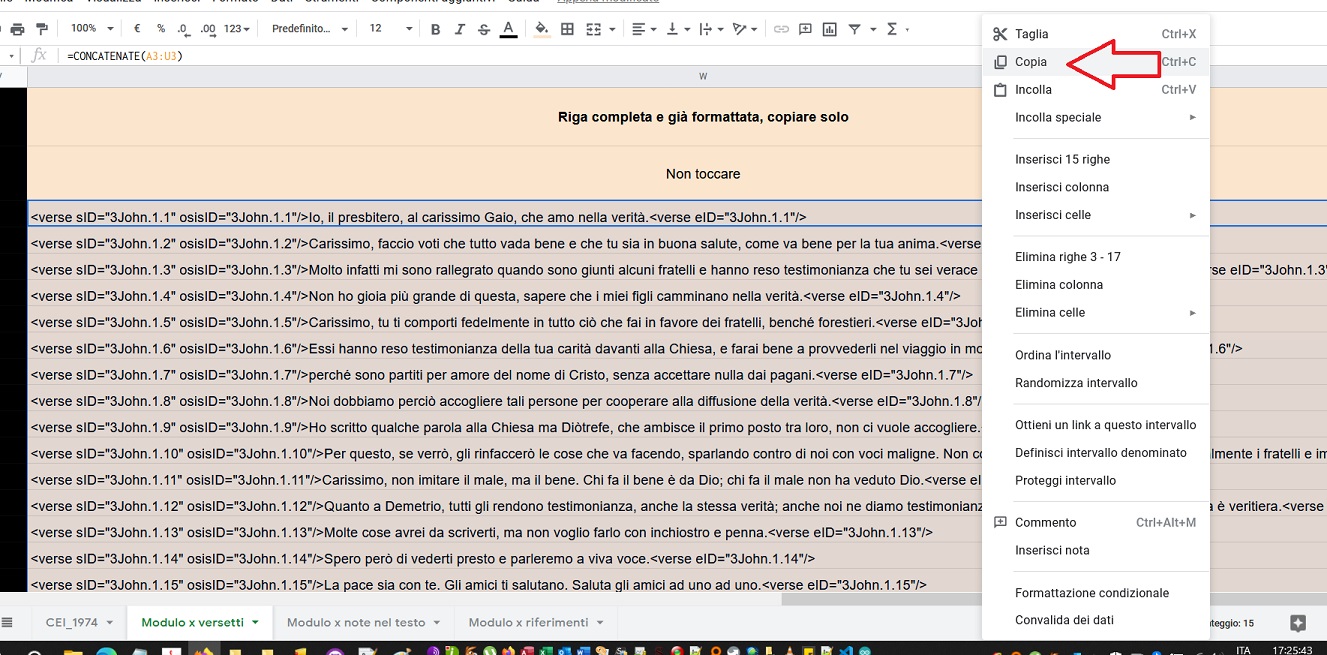 Modifica Visualizza Inserisci Formato Dati Strumenti Componenti aggiuntivi Guida Appena modificato
100% € % .0 .00 123 Predefinito... 12 B I S A Σ
fx =CONCATENATE(A3:U3)
W
Riga completa e già formattata, copiare solo
Non toccare
<verse sID="3John.1.1" osisID="3John.1.1"/>Io, il presbitero, al carissimo Gaio, che amo nella verità.<verse eID="3John.1.1"/>
<verse sID="3John.1.2" osisID="3John.1.2"/>Carissimo, faccio voti che tutto vada bene e che tu sia in buona salute, come va bene per la tua anima.<verse
<verse sID="3John.1.3" osisID="3John.1.3"/>Molto infatti mi sono rallegrato quando sono giunti alcuni fratelli e hanno reso testimonianza che tu sei verace rse eID="3John.1.3"
<verse sID="3John.1.4" osisID="3John.1.4"/>Non ho gioia più grande di questa, sapere che i miei figli camminano nella verità.<verse eID="3John.1.4"/>
<verse sID="3John.1.5" osisID="3John.1.5"/>Carissimo, tu ti comporti fedelmente in tutto ciò che fai in favore dei fratelli, benché forestieri.<verse eID="3Joh
<verse sID="3John.1.6" osisID="3John.1.6"/>Essi hanno reso testimonianza della tua carità davanti alla Chiesa, e farai bene a provvederli nel viaggio in mo 1.6"/>
<verse sID="3John.1.7" osisID="3John.1.7"/>perché sono partiti per amore del nome di Cristo, senza accettare nulla dai pagani.<verse eID="3John.1.7"/>
<verse sID="3John.1.8" osisID="3John.1.8"/>Noi dobbiamo perciò accogliere tali persone per cooperare alla diffusione della verità.<verse eID="3John.1.8"/
<verse sID="3John.1.9" osisID="3John.1.9"/>Ho scritto qualche parola alla Chiesa ma Diòtrefe, che ambisce il primo posto tra loro, non ci vuole accogliere.
<verse sID="3John.1.10" osisID="3John.1.10"/>Per questo, se verrò, gli rinfaccerò le cose che va facendo, sparlando contro di noi con voci maligne. Non co lmente i fratelli e im
<verse sID="3John.1.11" osisID="3John.1.11"/>Carissimo, non imitare il male, ma il bene. Chi fa il bene è da Dio; chi fa il male non ha veduto Dio.<verse eI
<verse sID="3John.1.12" osisID="3John.1.12"/>Quanto a Demetrio, tutti gli rendono testimonianza, anche la stessa verità; anche noi ne diamo testimonianz a è veritiera.<verse
<verse sID="3John.1.13" osisID="3John.1.13"/>Molte cose avrei da scriverti, ma non voglio farlo con inchiostro e penna.<verse eID="3John.1.13"/>
<verse sID="3John.1.14" osisID="3John.1.14"/>Spero però di vederti presto e parleremo a viva voce.<verse eID="3John.1.14"/>
<verse sID="3John.1.15" osisID="3John.1.15"/>La pace sia con te. Gli amici ti salutano. Saluta gli amici ad uno ad uno.<verse eID="3John.1.15"/>
Taglia Ctrl+X
Copia Ctrl+C
Incolla Ctrl+V
Incolla speciale
Inserisci 15 righe
Inserisci colonna
Inserisci celle
Elimina righe 3 - 17
Elimina colonna
Elimina celle
Ordina l'intervallo
Randomizza intervallo
Ottieni un link a questo intervallo
Definisci intervallo denominato
Proteggi intervallo
Commento Ctrl+Alt+M
Inserisci nota
Formattazione condizionale
Convalida dei dati
CEI_1974 Modulo x versetti Modulo x note nel testo Modulo x riferimenti teggio: 15
ITA 17:25:43